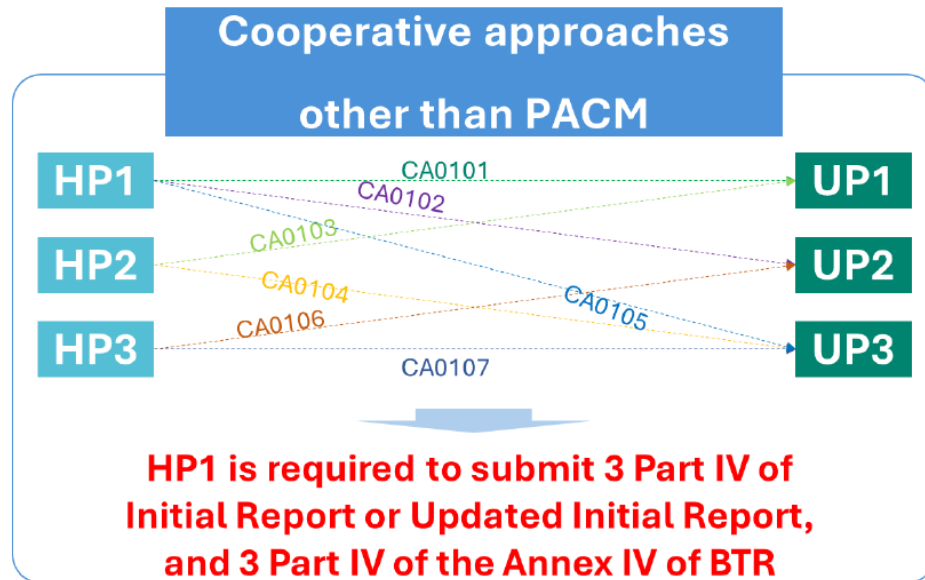 Cooperative approaches
other than PACM
HP1
CA0101
UP1
CA0102
CA0103
HP2
UP2
CA0104
CA0105
CA0106
HP3
UP3
CA0107
HP1 is required to submit 3 Part IV of
Initial Report or Updated Initial Report,
and 3 Part IV of the Annex IV of BTR